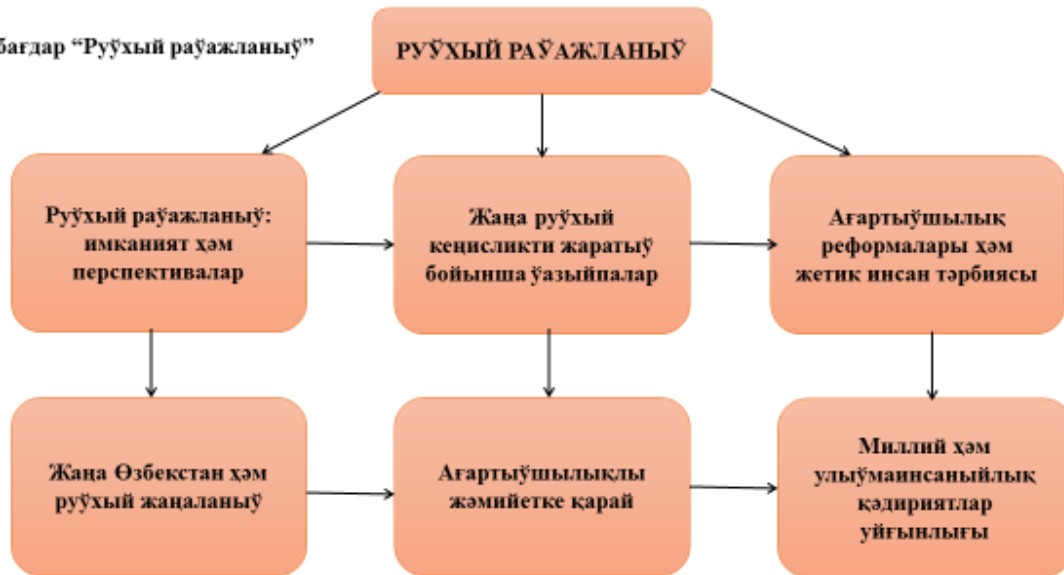 бағдар “Руўхый раўажланыў”
РУЎХЫЙ РАЎАЖЛАНЫЎ
Руўхый раўажланыў:
имканият ҳәм
перспективалар
Жаңа руўхый
кеңисликти жаратыў
бойынша ўазыйпалар
Ағартыўшылық
реформалары ҳәм
жетик инсан тәрбиясы
Жаңа Өзбекстан ҳәм
руўхый жаңаланыў
Ағартыўшылықлы
жәмийетке қарай
Миллий ҳәм
улыўмаинсаныйлық
қәдириятлар
уйғынлығы